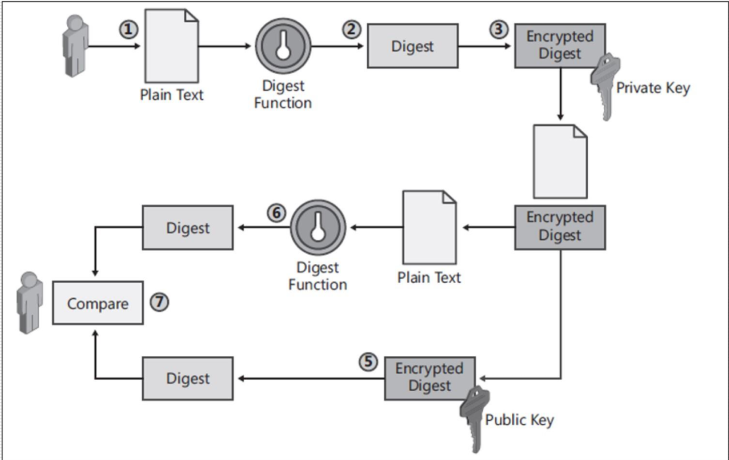 1
2
3
Digest
Encrypted
Digest
Plain Text
Digest
Function
Private Key
Encrypted
Digest
6
Digest
Digest
Function
Plain Text
Compare
7
5
Digest
Encrypted
Digest
Public Key